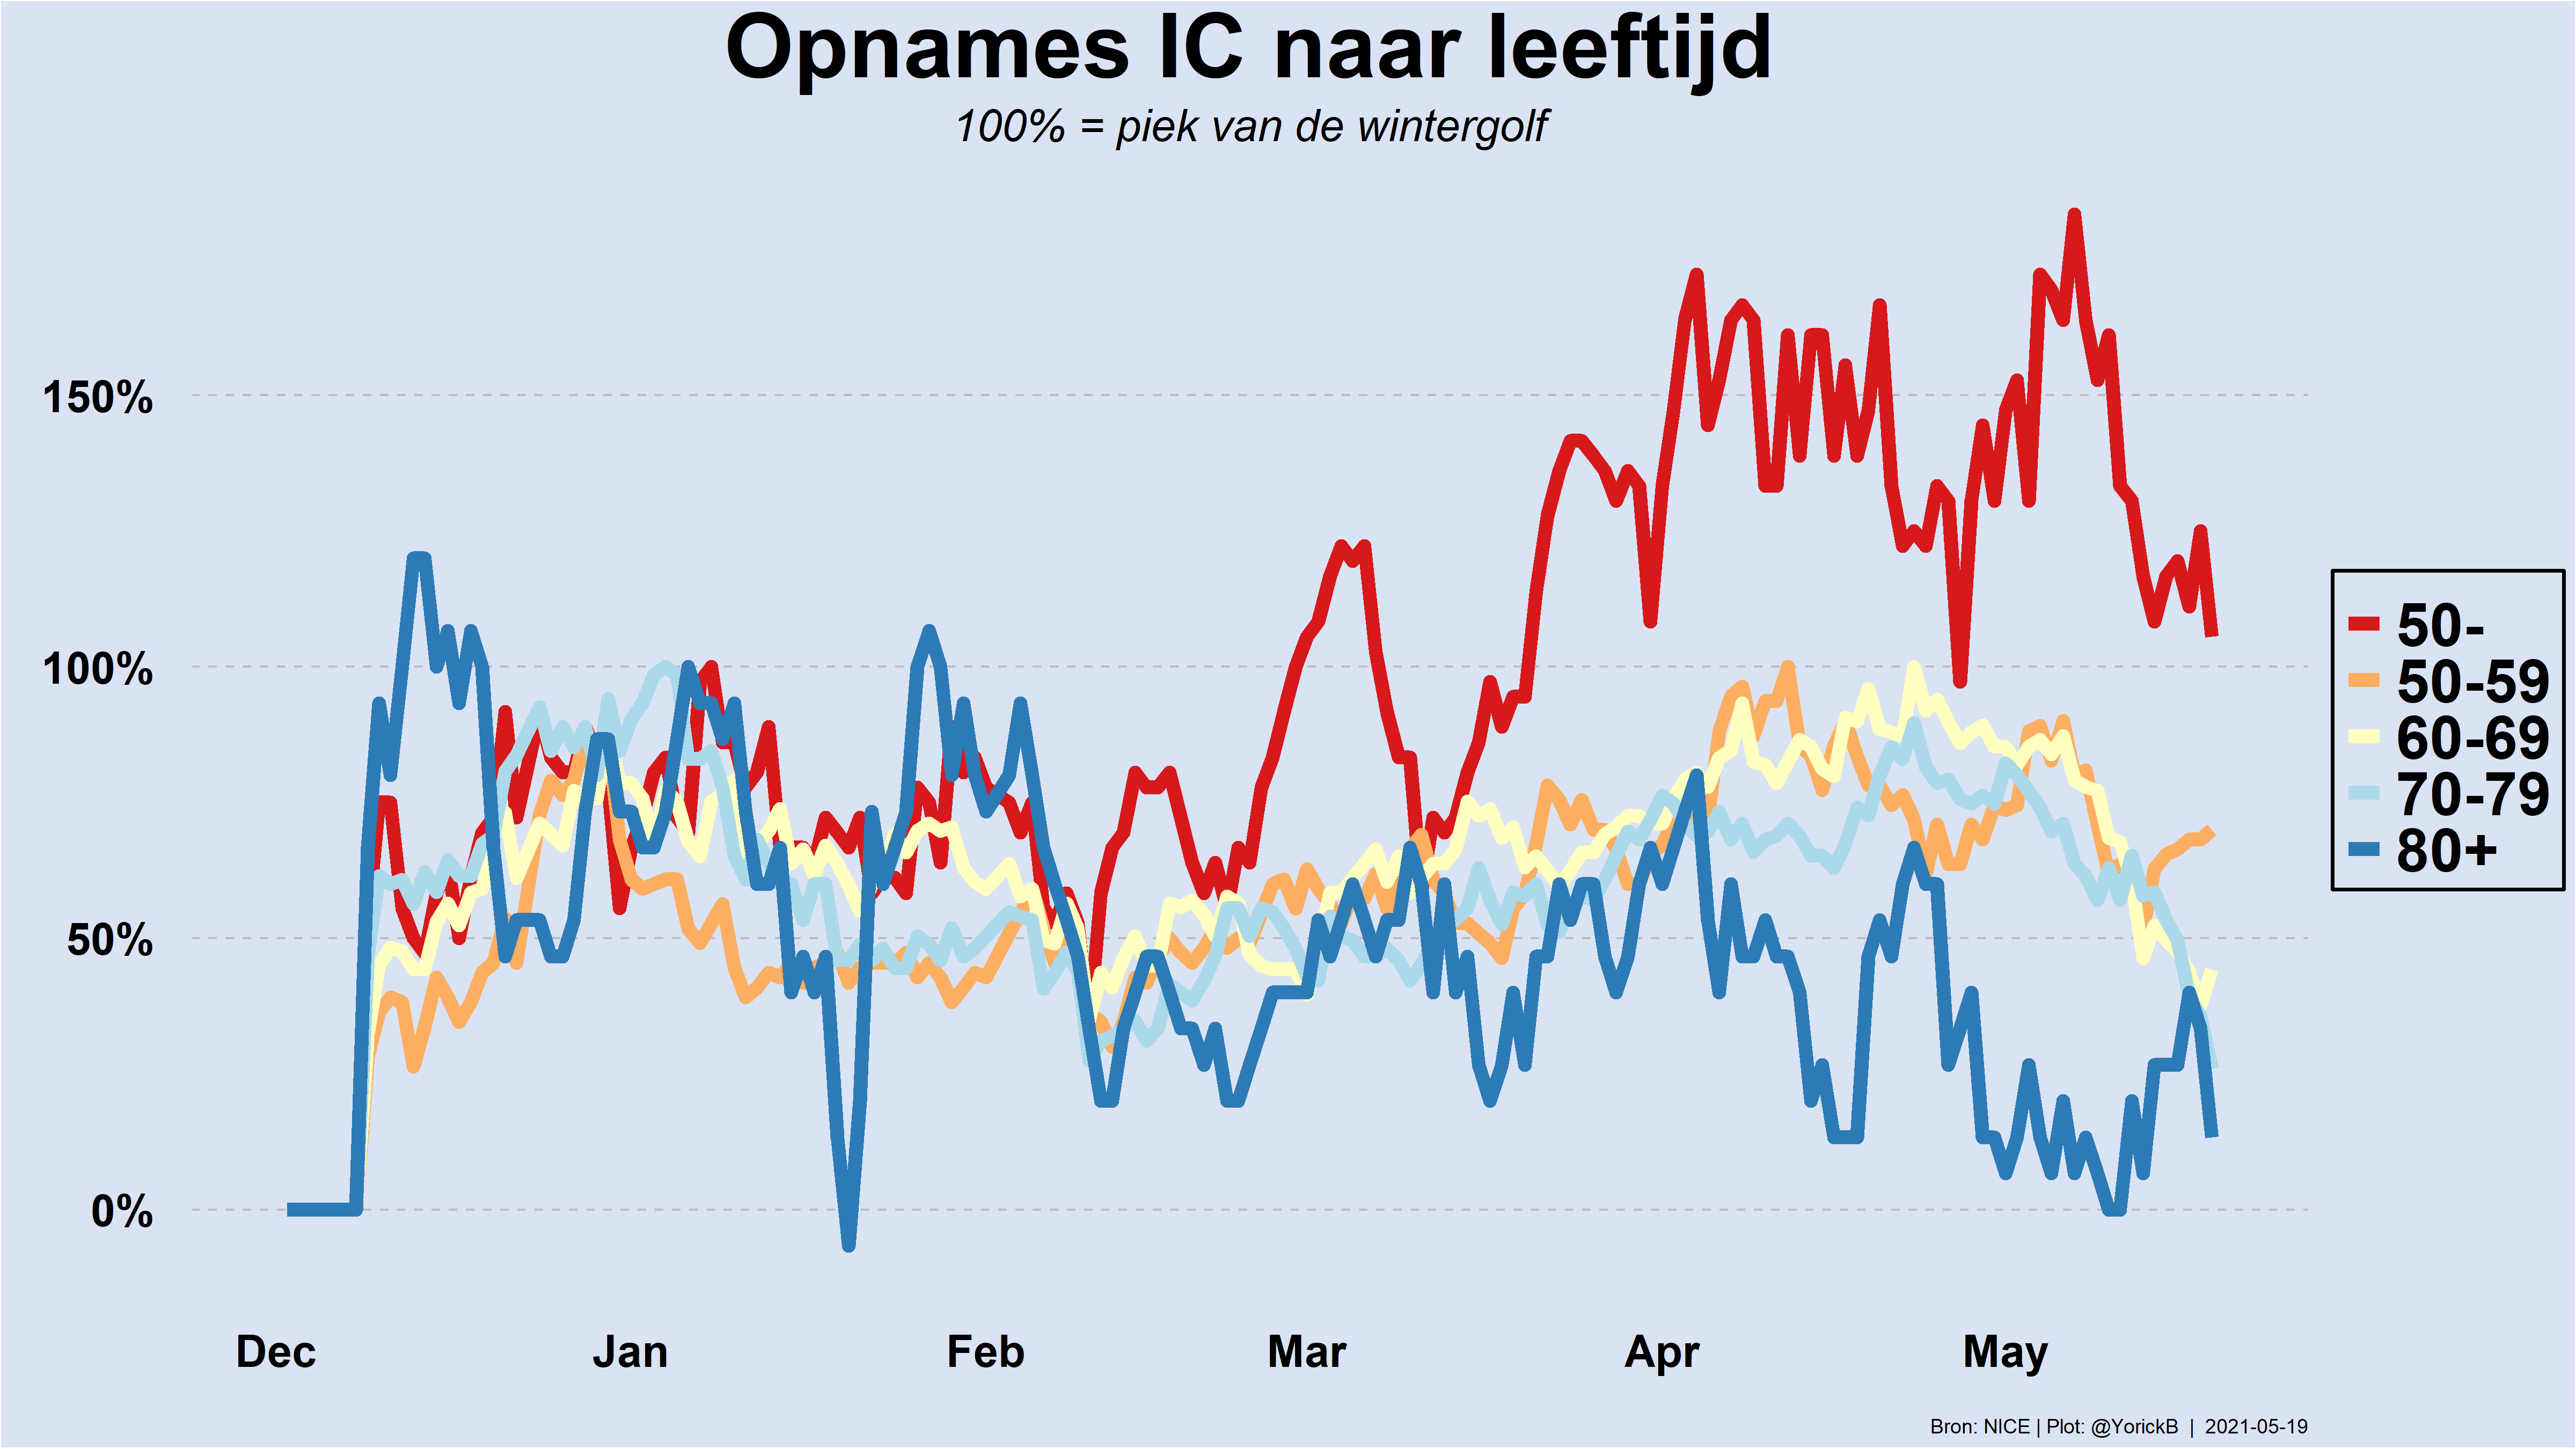 Opnames IC naar leeftijd
100% = piek van de wintergolf
150%
100%
50%
0%
50-
50-59
60-69
70-79
80+
Dec Jan Feb Mar Apr May
Bron: NICE | Plot: @YorickB | 2021-05-19